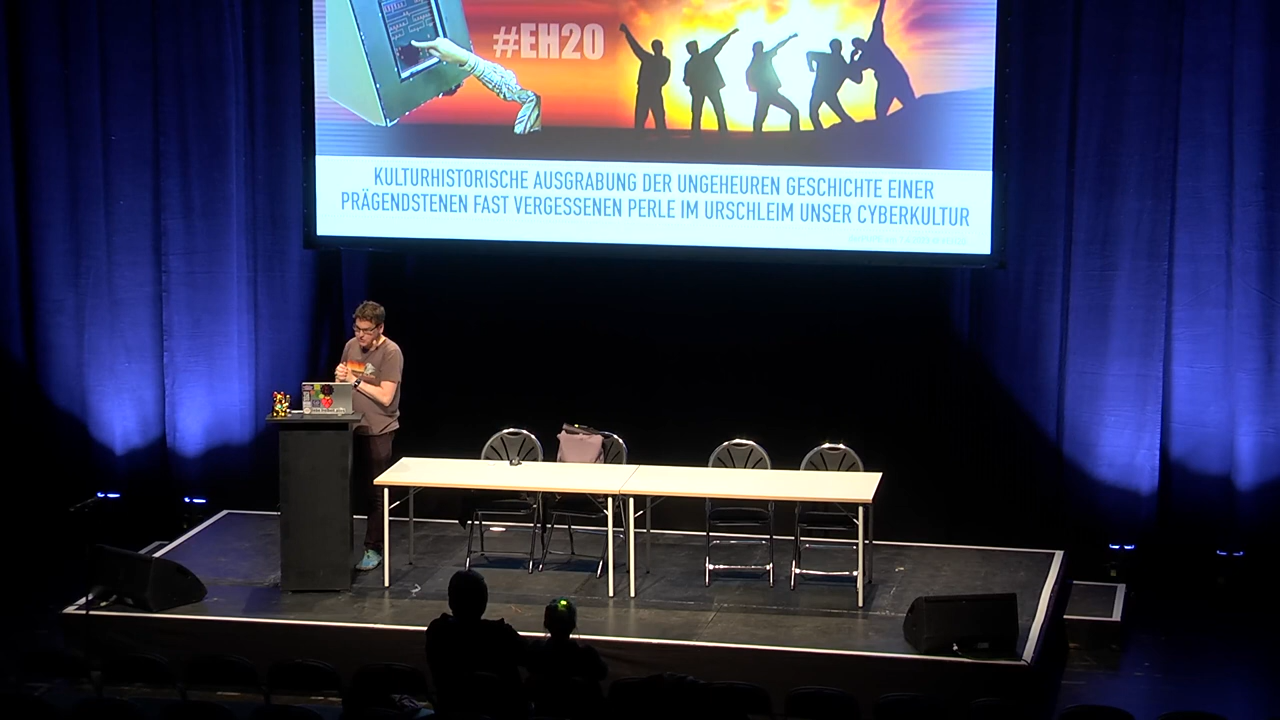 #EH20
KULTURHISTORISCHE AUSGRABUNG DER UNGEHEUREN GESCHICHTE EINER
PRÄGENDSTENEN FAST VERGESSENEN PERLE IM URSCHLEIM UNSER CYBERKULTUR